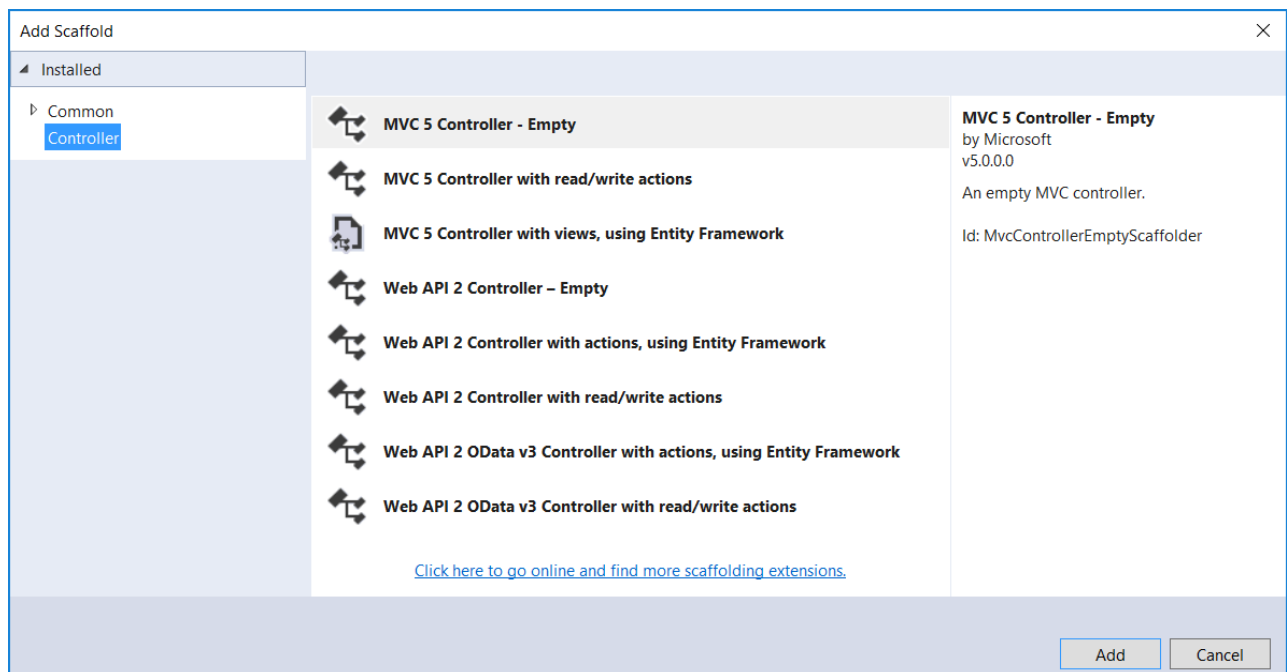 Add Scaffold
Installed
Common
Controller
MVC 5 Controller - Empty
MVC 5 Controller with read/write actions
MVC 5 Controller with views, using Entity Framework
Web API 2 Controller – Empty
Web API 2 Controller with actions, using Entity Framework
Web API 2 Controller with read/write actions
Web API 2 OData v3 Controller with actions, using Entity Framework
Web API 2 OData v3 Controller with read/write actions
Click here to go online and find more scaffolding extensions.
MVC 5 Controller - Empty
by Microsoft
v5.0.0.0
An empty MVC controller.
Id: MvcControllerEmptyScaffolder
Add
Cancel